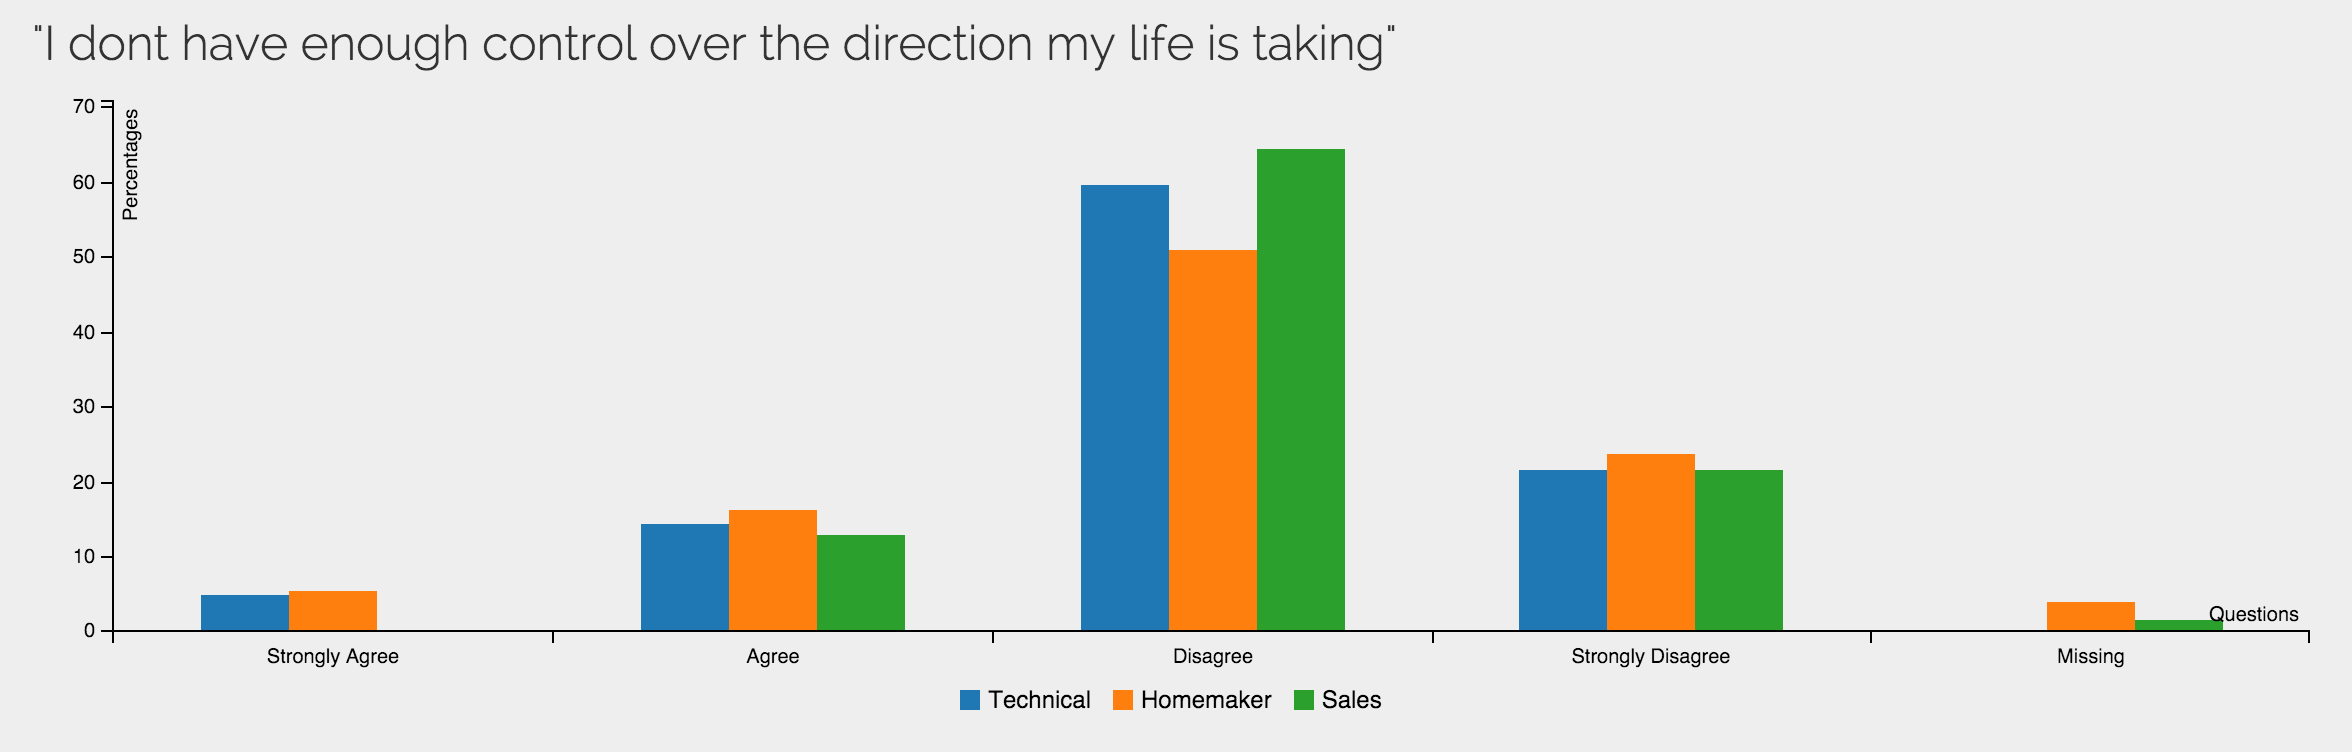 "I dont have enough control over the direction my life is taking"
70
Percentages
60
50
40
30
20
10
0
Questions
Strongly Agree Agree Disagree Strongly Disagree Missing
Technical Homemaker Sales